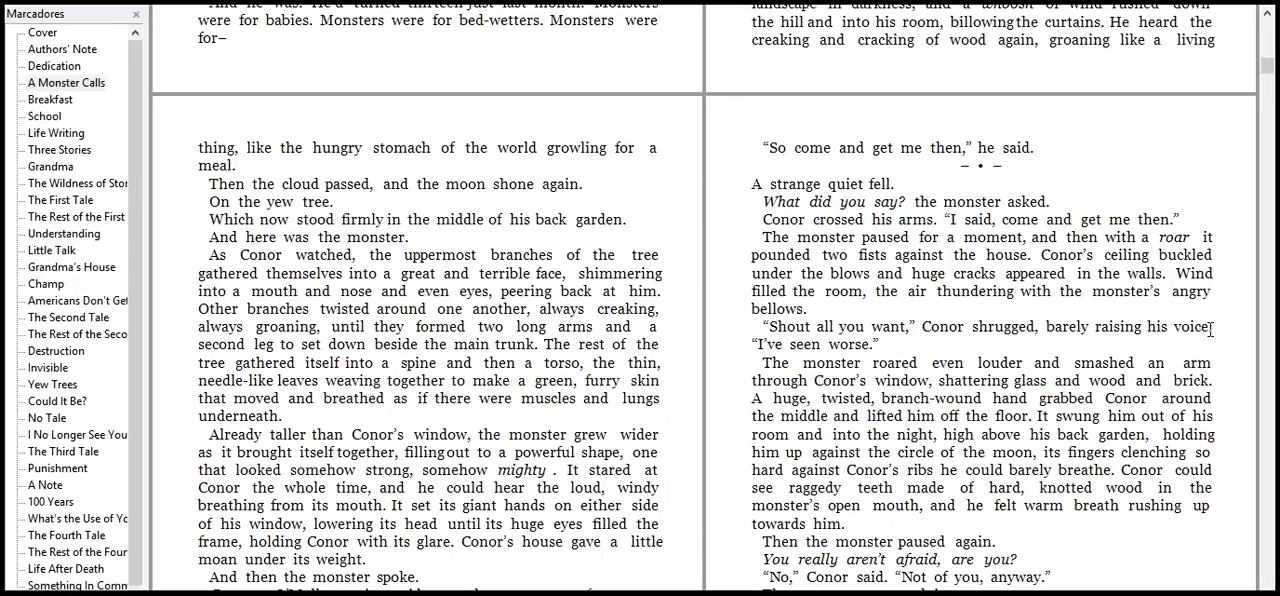 Marcadores
Cover
Authors' Note
Dedication
A Monster Calls
Breakfast
School
Life Writing
Three Stories
Grandma
The Wildness of Stor
The First Tale
The Rest of the First
Understanding
Little Talk
Grandma's House
Champ
Americans Don't Get
The Second Tale
The Rest of the Seco
Destruction
Invisible
Yew Trees
Could It Be?
No Tale
I No Longer See You
The Third Tale
Punishment
A Note
100 Years
What's the Use of Yo
The Fourth Tale
The Rest of the Four
Life After Death
Something In Comm
And he was. He'd turned thirteen just last month. Monsters
were for babies. Monsters were for bed-wetters. Monsters were
for–
thing, like the hungry stomach of the world growling for a
meal.
Then the cloud passed, and the moon shone again.
On the yew tree.
Which now stood firmly in the middle of his back garden.
And here was the monster.
As Conor watched, the uppermost branches of the tree
gathered themselves into a great and terrible face, shimmering
into a mouth and nose and even eyes, peering back at him.
Other branches twisted around one another, always creaking,
always groaning, until they formed two long arms and a
second leg to set down beside the main trunk. The rest of the
tree gathered itself into a spine and then a torso, the thin,
needle-like leaves weaving together to make a green, furry skin
that moved and breathed as if there were muscles and lungs
underneath.
Already taller than Conor's window, the monster grew wider
as it brought itself together, filling out to a powerful shape, one
that looked somehow strong, somehow mighty . It stared at
Conor the whole time, and he could hear the loud, windy
breathing from its mouth. It set its giant hands on either side
of his window, lowering its head until its huge eyes filled the
frame, holding Conor with its glare. Conor's house gave a little
moan under its weight.
And then the monster spoke.
landscape in darkness, and a whoosh of wind rushed down
the hill and into his room, billowing the curtains. He heard the
creaking and cracking of wood again, groaning like a living
“So come and get me then,” he said.
– • –
A strange quiet fell.
What did you say? the monster asked.
Conor crossed his arms. “I said, come and get me then.”
The monster paused for a moment, and then with a roar it
pounded two fists against the house. Conor's ceiling buckled
under the blows and huge cracks appeared in the walls. Wind
filled the room, the air thundering with the monster's angry
bellows.
“Shout all you want,” Conor shrugged, barely raising his voice.
“I've seen worse.”
The monster roared even louder and smashed an arm
through Conor's window, shattering glass and wood and brick.
A huge, twisted, branch-wound hand grabbed Conor around
the middle and lifted him off the floor. It swung him out of his
room and into the night, high above his back garden, holding
him up against the circle of the moon, its fingers clenching so
hard against Conor's ribs he could barely breathe. Conor could
see raggedy teeth made of hard, knotted wood in the
monster's open mouth, and he felt warm breath rushing up
towards him.
Then the monster paused again.
You really aren't afraid, are you?
“No,” Conor said. “Not of you, anyway.”